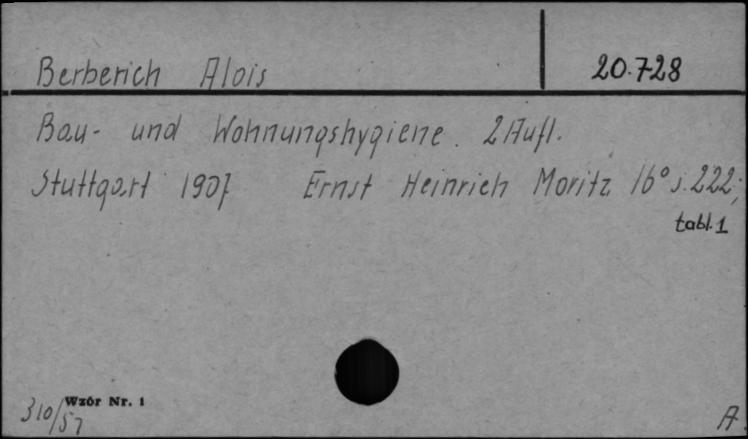 Berberich Alois 20.728
Bau- und Wohnungshygiene. 2 Aufl.
Stuttgart 1907 Ernst Heinrich Moritz 16° s. 222;
tabl. 1
Wzór Nr. 1
310/57
A